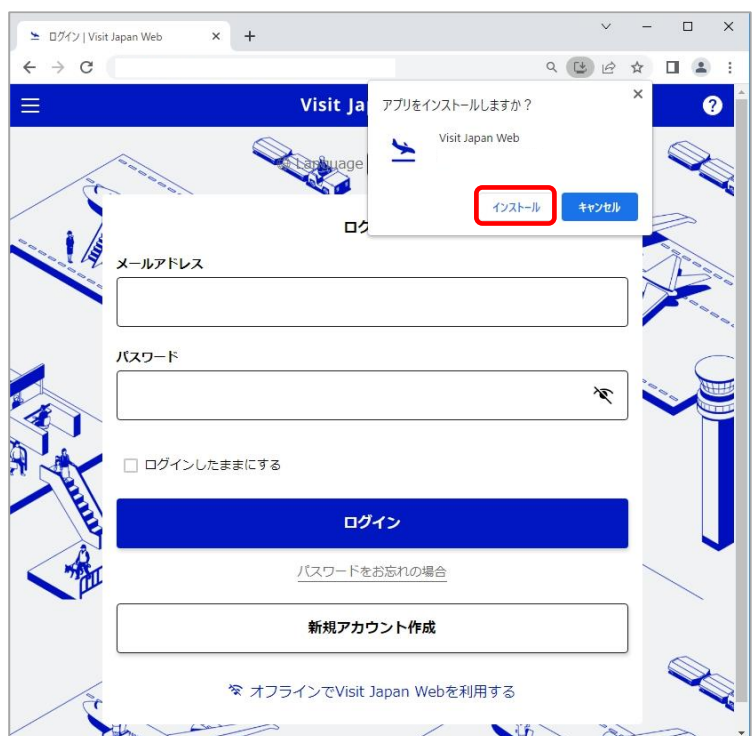 ログイン | Visit Japan Web
Visit Ja
アプリをインストールしますか？
Visit Japan Web
インストール
キャンセル
Language
ログ
メールアドレス
パスワード
ログインしたままにする
ログイン
パスワードをお忘れの場合
新規アカウント作成
オフラインでVisit Japan Webを利用する